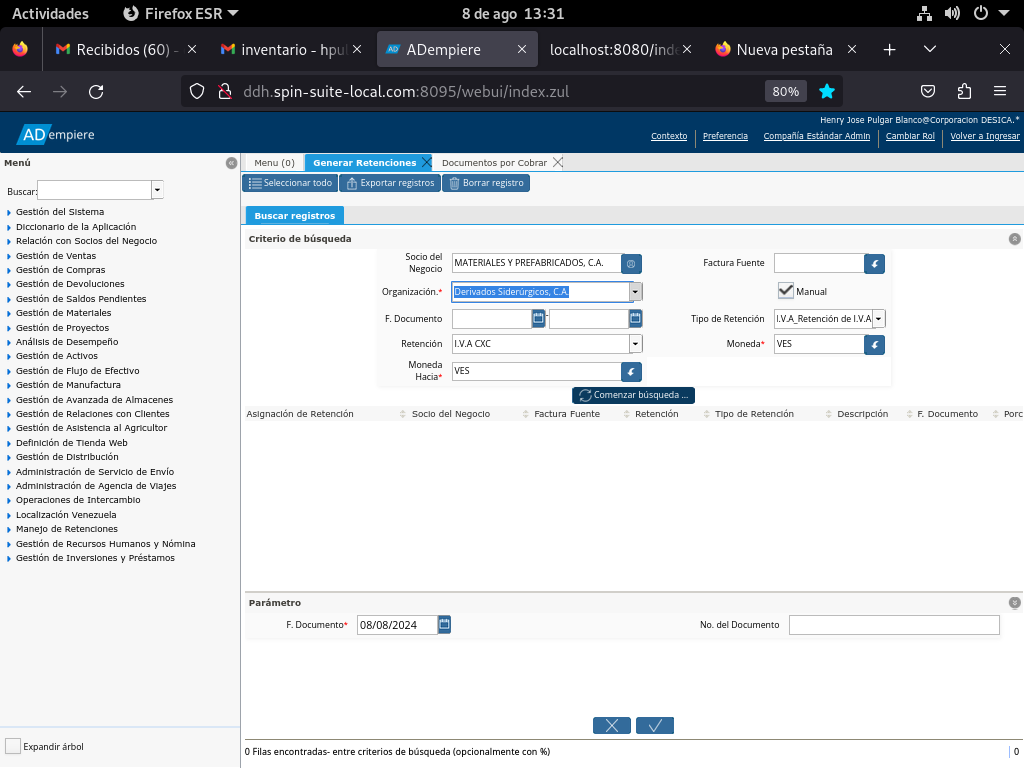 Actividades
Firefox ESR
8 de ago 13:31
Recibidos (60) -
inventario - hpul
ADempiere
localhost:8080/inde
Nueva pestaña
ddh.spin-suite-local.com:8095/webui/index.zul
80%
ADempiere
Henry Jose Pulgar Blanco@Corporacion DESICA.*
Contexto
Preferencia
Compañía Estándar Admin
Cambiar Rol
Volver a Ingresar
Menú
Buscar:
Gestión del Sistema
Diccionario de la Aplicación
Relación con Socios del Negocio
Gestión de Ventas
Gestión de Compras
Gestión de Devoluciones
Gestión de Saldos Pendientes
Gestión de Materiales
Gestión de Proyectos
Análisis de Desempeño
Gestión de Activos
Gestión de Flujo de Efectivo
Gestión de Manufactura
Gestión de Avanzada de Almacenes
Gestión de Relaciones con Clientes
Gestión de Asistencia al Agricultor
Definición de Tienda Web
Gestión de Distribución
Administración de Servicio de Envío
Administración de Agencia de Viajes
Operaciones de Intercambio
Localización Venezuela
Manejo de Retenciones
Gestión de Recursos Humanos y Nómina
Gestión de Inversiones y Préstamos
Expandir árbol
Menu (0)
Generar Retenciones
Documentos por Cobrar
Seleccionar todo
Exportar registros
Borrar registro
Buscar registros
Criterio de búsqueda
Socio del
Negocio
MATERIALES Y PREFABRICADOS, C.A.
Factura Fuente
Organización.*
Derivados Siderúrgicos, C.A.
Manual
F. Documento
-
Tipo de Retención
I.V.A_Retención de I.V.A
Retención
I.V.A CXC
Moneda*
VES
Moneda
Hacia*
VES
Comenzar búsqueda ...
Asignación de Retención
Socio del Negocio
Factura Fuente
Retención
Tipo de Retención
Descripción
F. Documento
Porc
Parámetro
F. Documento*
08/08/2024
No. del Documento
0 Filas encontradas- entre criterios de búsqueda (opcionalmente con %)
0